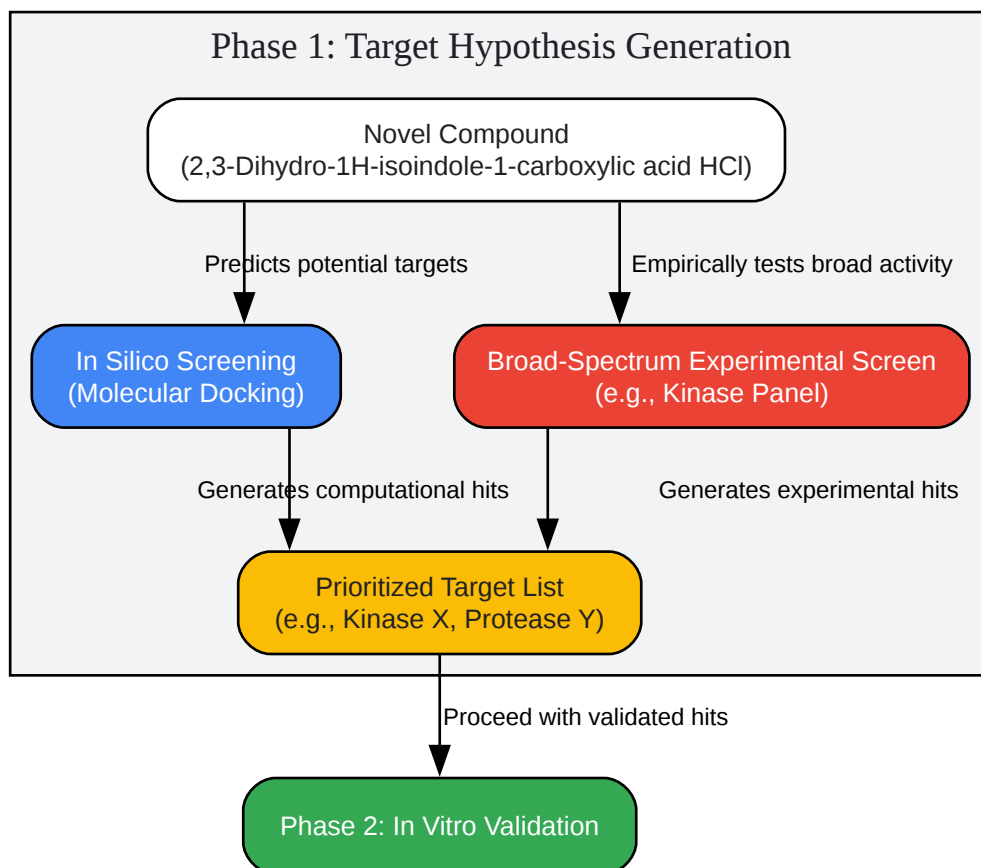 Phase 1: Target Hypothesis Generation
Novel Compound
(2,3-Dihydro-1H-isoindole-1-carboxylic acid HCl)
Predicts potential targets
Empirically tests broad activity
In Silico Screening
(Molecular Docking)
Broad-Spectrum Experimental Screen
(e.g., Kinase Panel)
Generates computational hits
Generates experimental hits
Prioritized Target List
(e.g., Kinase X, Protease Y)
Proceed with validated hits
Phase 2: In Vitro Validation